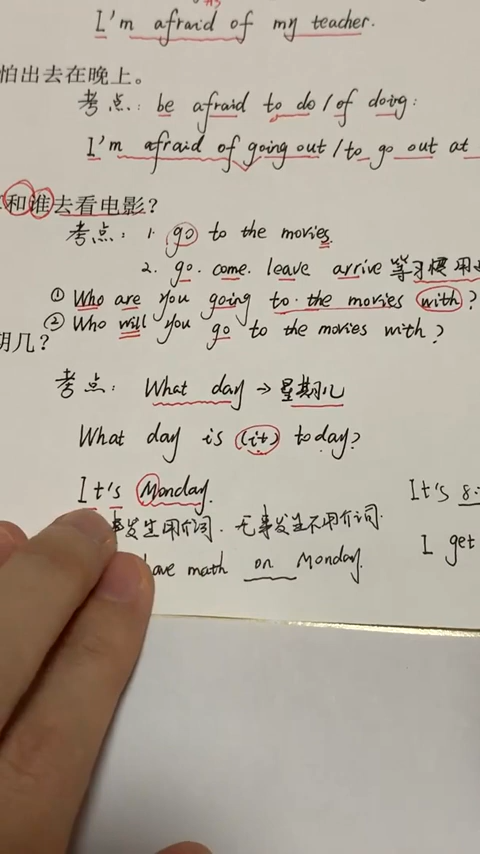 I'm afraid of my teacher.
怕出去在晚上。
考点: be afraid to do / of doing:
I'm afraid of going out / to go out at
和谁去看电影?
考点: 1. go to the movies.
2. go. come. leave arrive 等习惯用
① Who are you going to the movies with?
② Who will you go to the movies with?
期几?
考点: What day → 星期几
What day is (it) today?
It's Monday.
It's 8:
事发生用介词. 无事发生不用介词.
I get
have math on Monday.